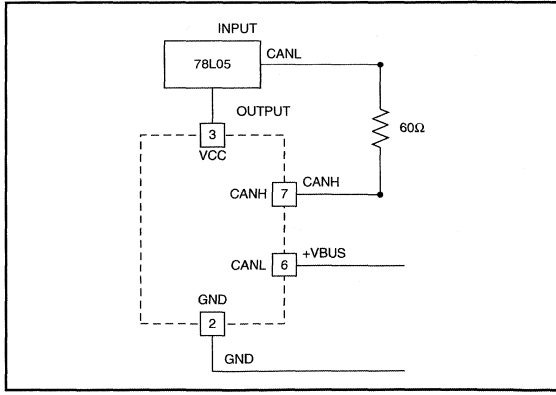 INPUT
78L05
CANL
OUTPUT
3
VCC
60Ω
CANH
7
CANH
CANL
6
+VBUS
GND
2
GND